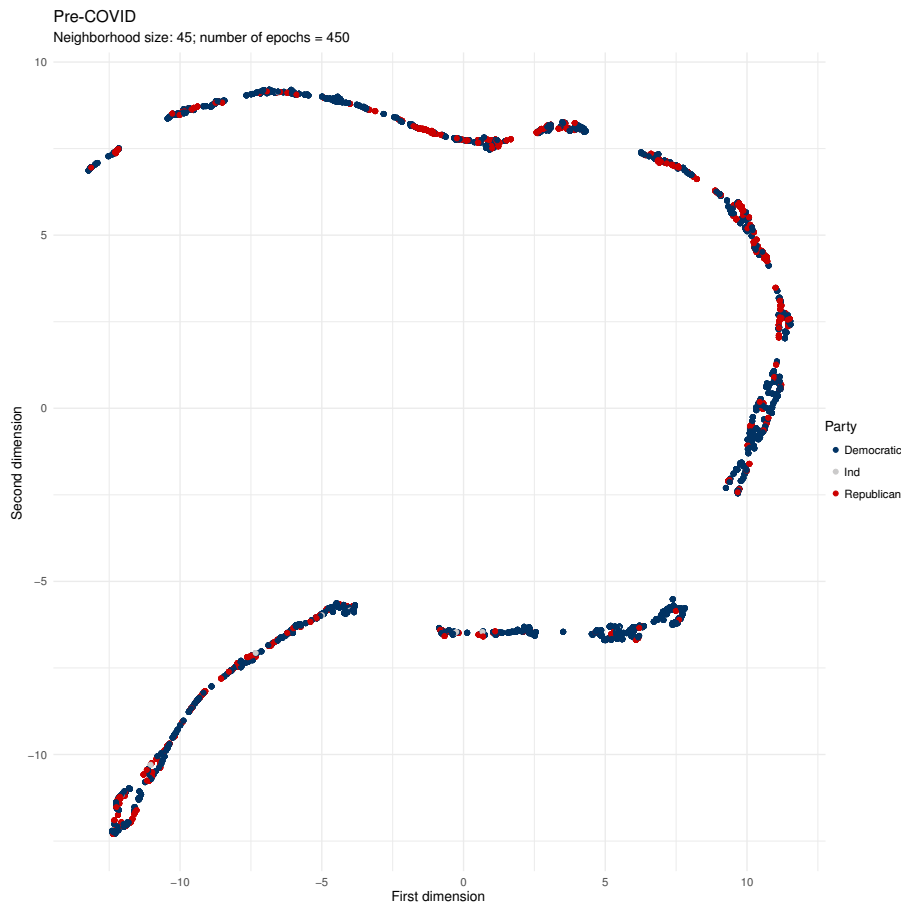 Pre-COVID
Neighborhood size: 45; number of epochs = 450
10
5
0
−5
−10
Second dimension
−10
−5
0
5
10
First dimension
Party
Democratic
Ind
Republican